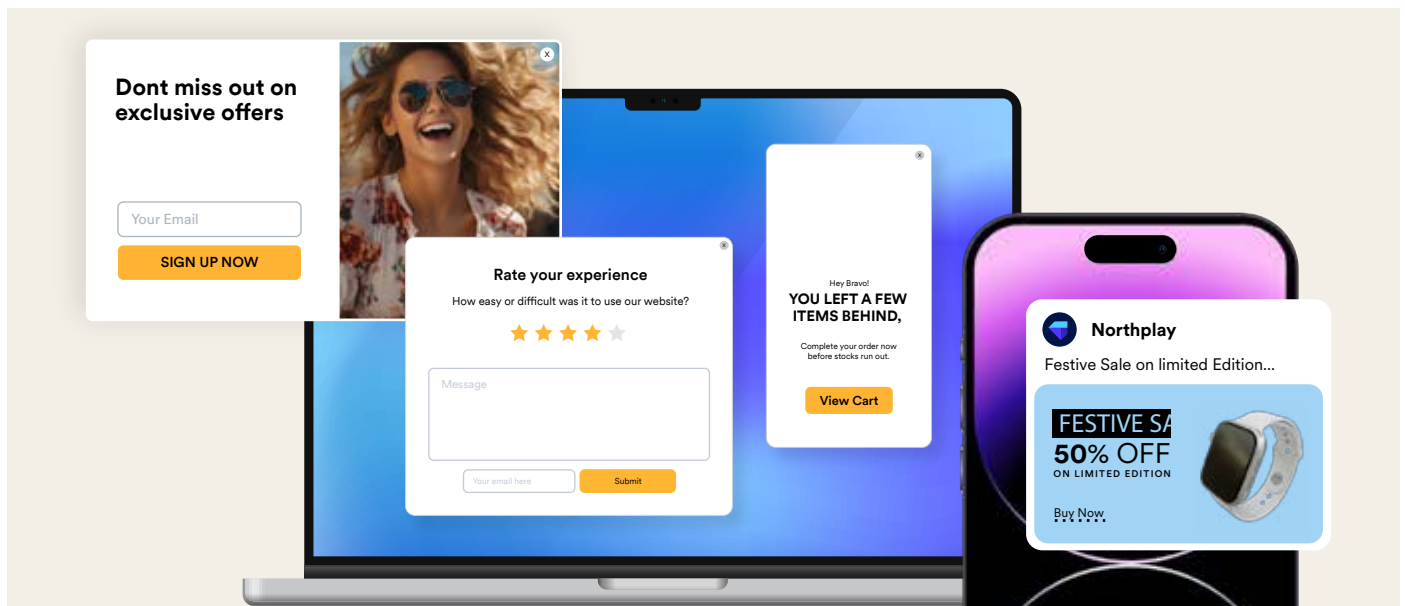 Dont miss out on
exclusive offers
Your Email
SIGN UP NOW
X
Rate your experience
How easy or difficult was it to use our website?
Message
Your email here
Submit
X
Hey Bravo!
YOU LEFT A FEW
ITEMS BEHIND,
Complete your order now
before stocks run out.
View Cart
X
Northplay
Festive Sale on limited Edition...
FESTIVE SA
50% OFF
ON LIMITED EDITION
Buy Now